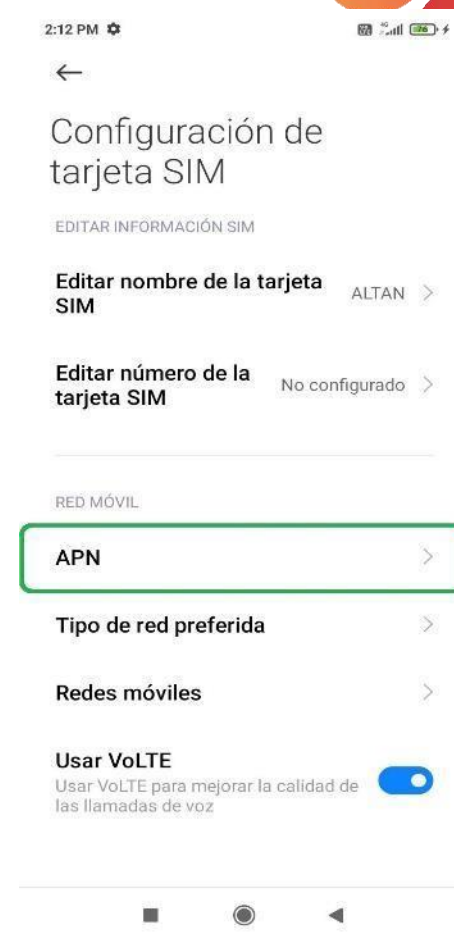 2:12 PM
4G 76
Configuración de
tarjeta SIM
EDITAR INFORMACIÓN SIM
Editar nombre de la tarjeta
SIM
ALTAN
Editar número de la
tarjeta SIM
No configurado
RED MÓVIL
APN
Tipo de red preferida
Redes móviles
Usar VoLTE
Usar VoLTE para mejorar la calidad de
las llamadas de voz